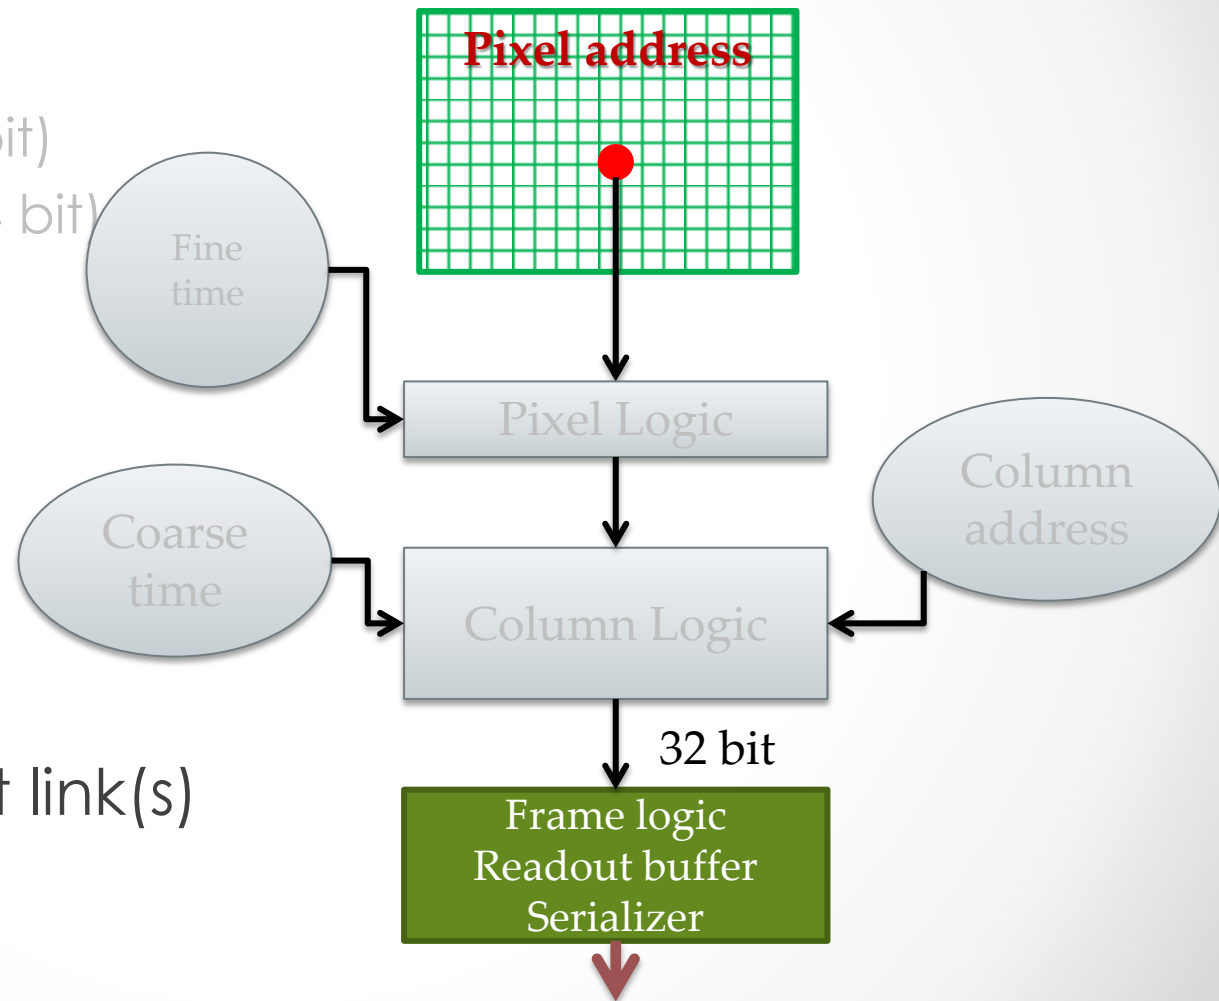 Pixel address
bit)
bit)
Fine
time
Pixel Logic
Column
address
Coarse
time
Column Logic
32 bit
link(s)
Frame logic
Readout buffer
Serializer